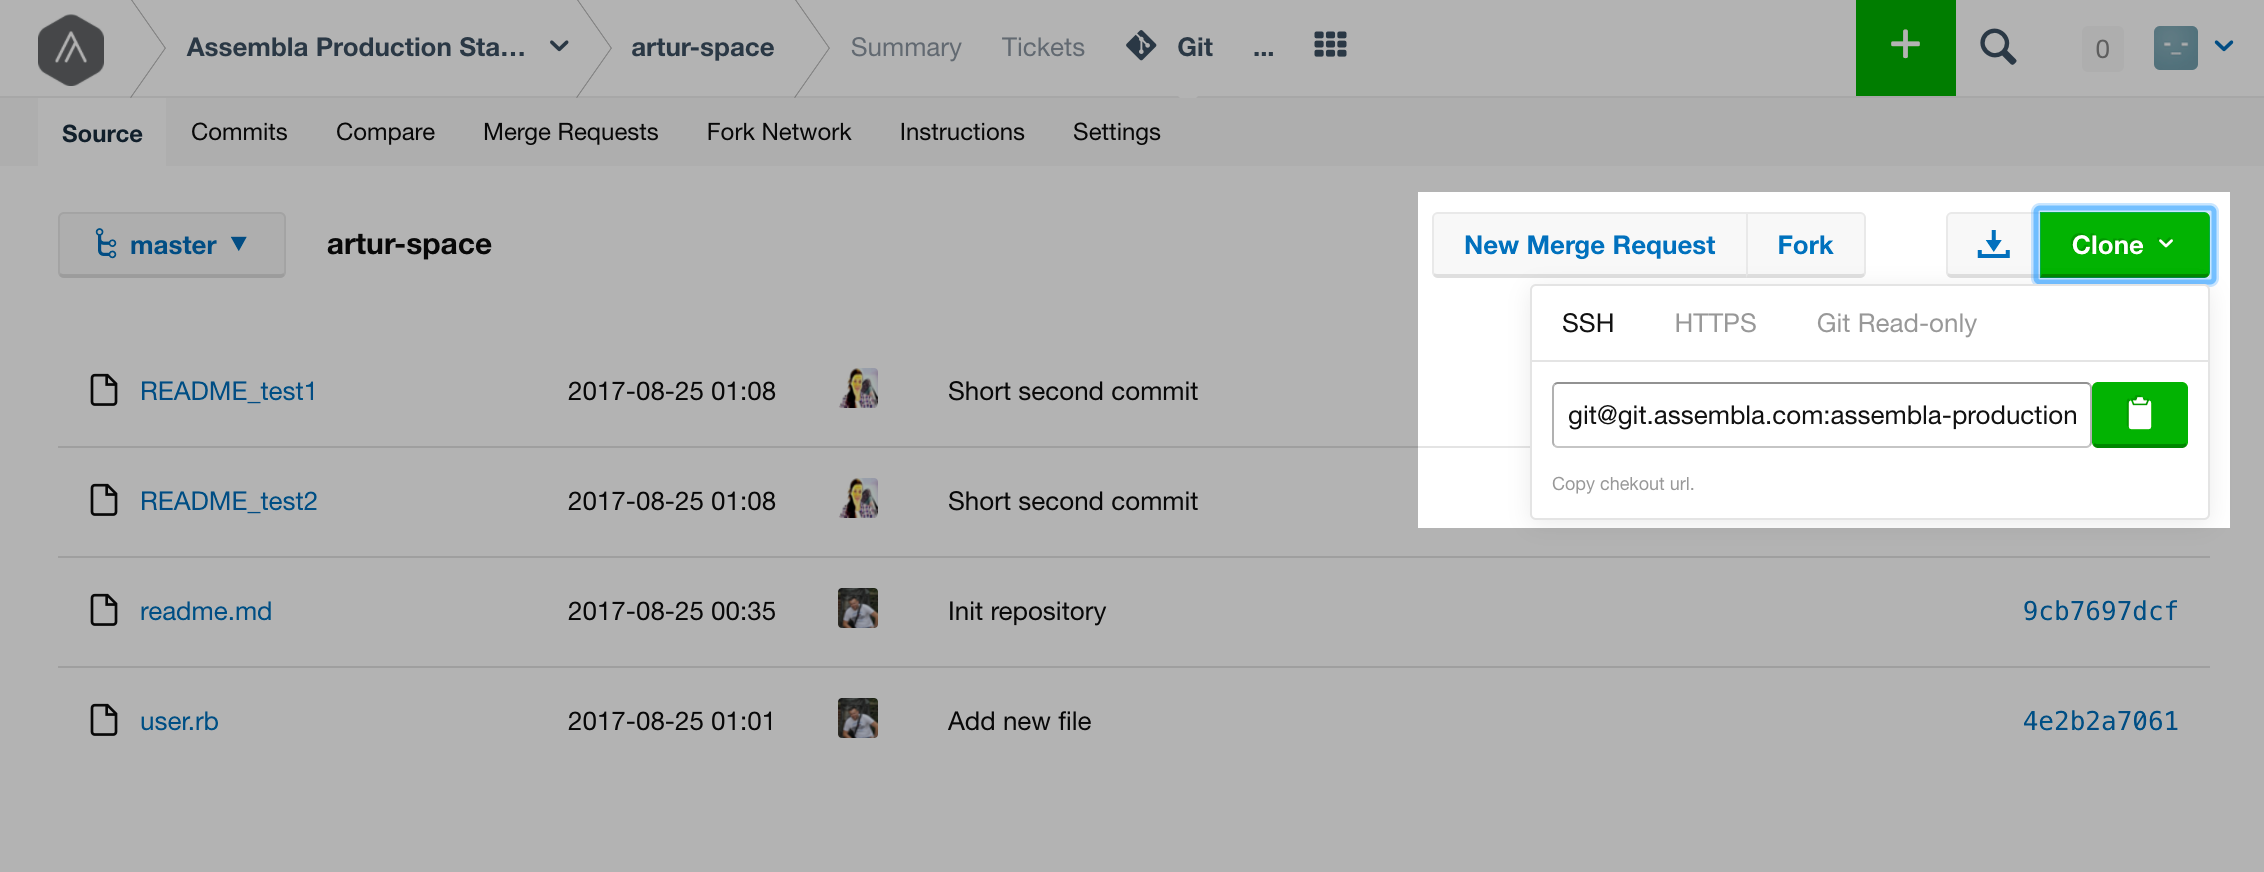 Assembla Production Sta... artur-space Summary Tickets Git ... 0
Source Commits Compare Merge Requests Fork Network Instructions Settings
master artur-space New Merge Request Fork Clone
SSH HTTPS Git Read-only
README_test1 2017-08-25 01:08 Short second commit
git@git.assembla.com:assembla-production
Copy chekout url.
README_test2 2017-08-25 01:08 Short second commit
readme.md 2017-08-25 00:35 Init repository 9cb7697dcf
user.rb 2017-08-25 01:01 Add new file 4e2b2a7061